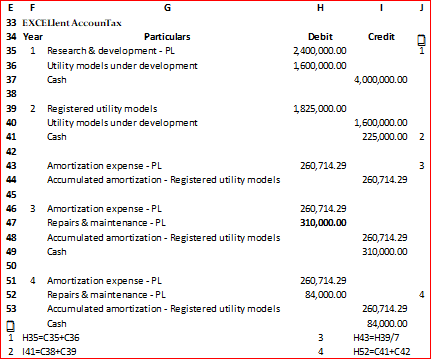 E F G H I J
33 EXCELlent AccounTax
34 Year Particulars Debit Credit
35 1 Research & development - PL 2,400,000.00 1
36 Utility models under development 1,600,000.00
37 Cash 4,000,000.00
38
39 2 Registered utility models 1,825,000.00
40 Utility models under development 1,600,000.00
41 Cash 225,000.00 2
42
43 Amortization expense - PL 260,714.29 3
44 Accumulated amortization - Registered utility models 260,714.29
45
46 3 Amortization expense - PL 260,714.29
47 Repairs & maintenance - PL 310,000.00
48 Accumulated amortization - Registered utility models 260,714.29
49 Cash 310,000.00
50
51 4 Amortization expense - PL 260,714.29
52 Repairs & maintenance - PL 84,000.00 4
53 Accumulated amortization - Registered utility models 260,714.29
Cash 84,000.00
1 H35=C35+C36 3 H43=H39/7
2 I41=C38+C39 4 H52=C41+C42